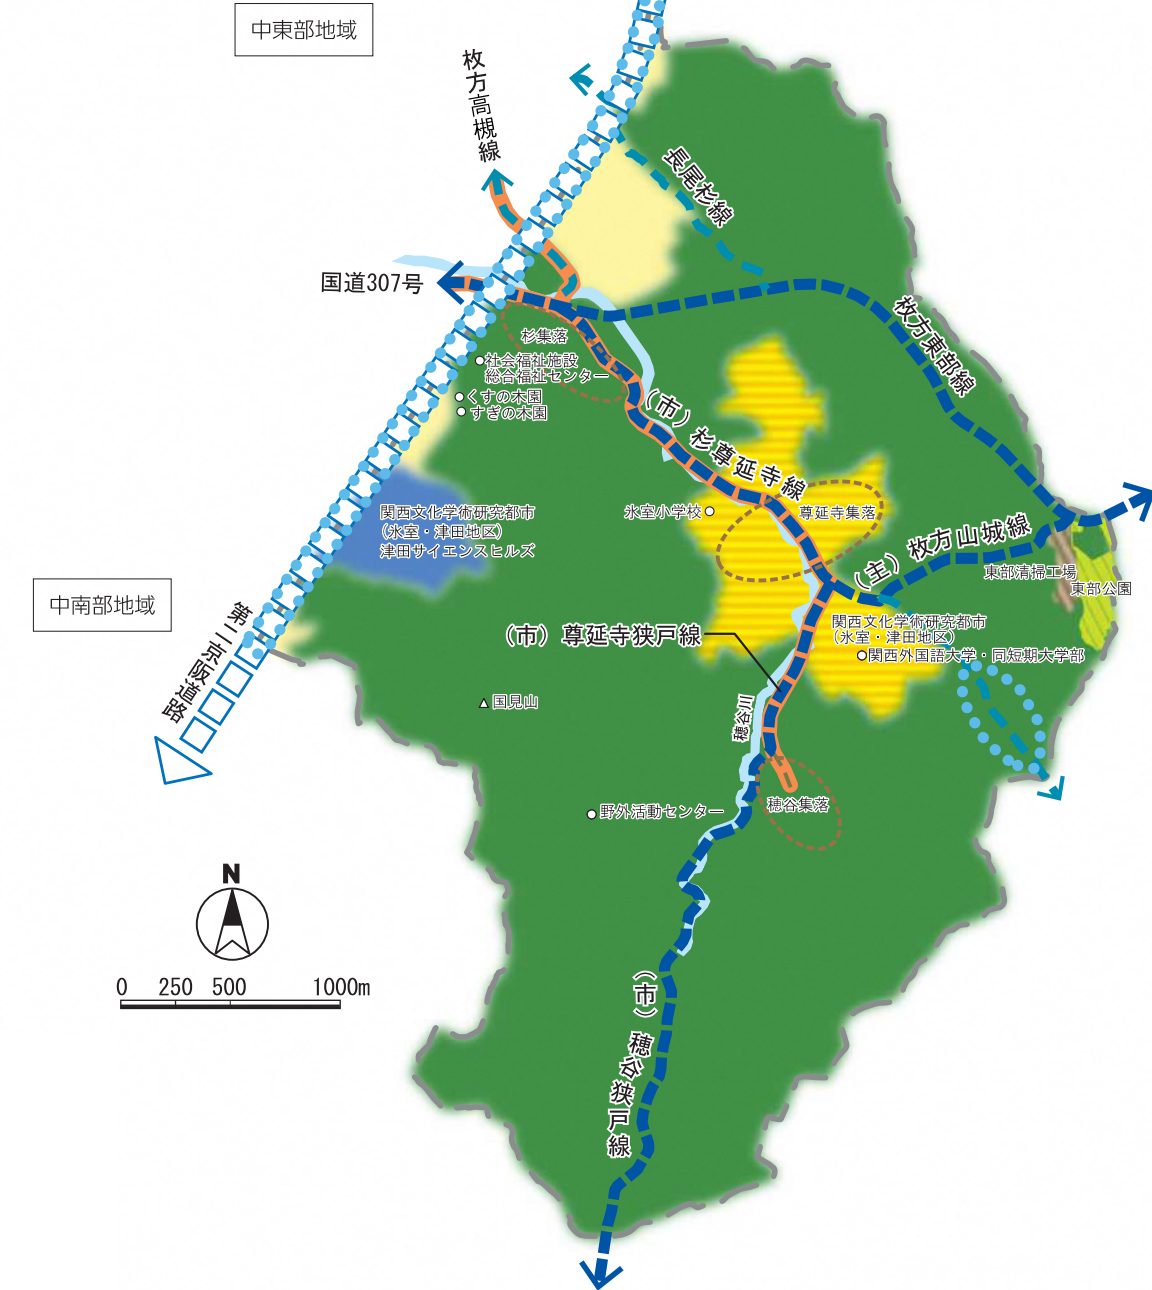 中東部地域
枚方高槻線
長尾杉線
国道307号
枚方東部線
杉集落
社会福祉施設
総合福祉センター
くすの木園
すぎの木園
（市）杉尊延寺線
関西文化学術研究都市
（氷室・津田地区）
津田サイエンスヒルズ
氷室小学校
尊延寺集落
（主）枚方山城線
東部清掃工場
東部公園
中南部地域
第二京阪道路
（市）尊延寺狭戸線
関西文化学術研究都市
（氷室・津田地区）
関西外国語大学・同短期大学部
国見山
穂谷川
穂谷集落
野外活動センター
N
0 250 500 1000m
（市）穂谷狭戸線